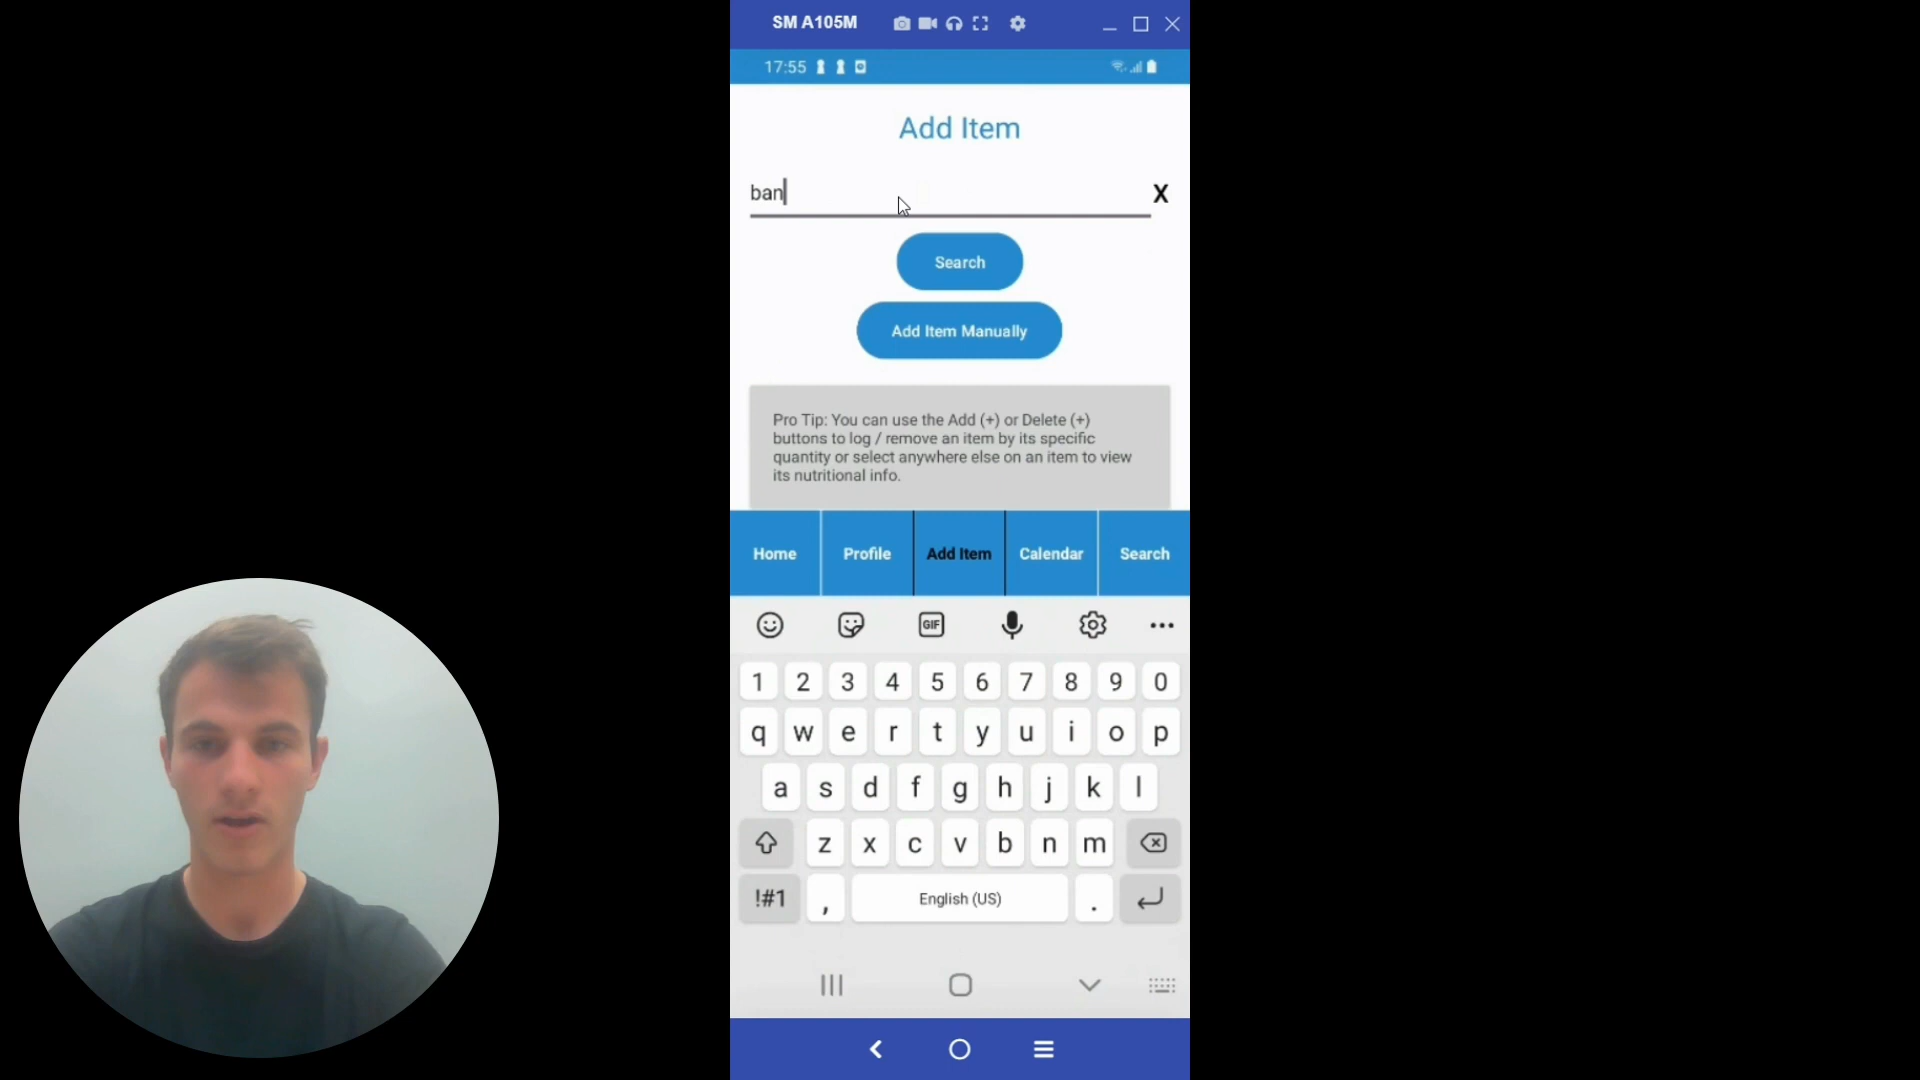 SM A105M
17:55
Add Item
ban
X
Search
Add Item Manually
Pro Tip: You can use the Add (+) or Delete (+)
buttons to log / remove an item by its specific
quantity or select anywhere else on an item to view
its nutritional info.
Home Profile Add Item Calendar Search
GIF
1 2 3 4 5 6 7 8 9 0
q w e r t y u i o p
a s d f g h j k l
z x c v b n m
!#1 , English (US) .